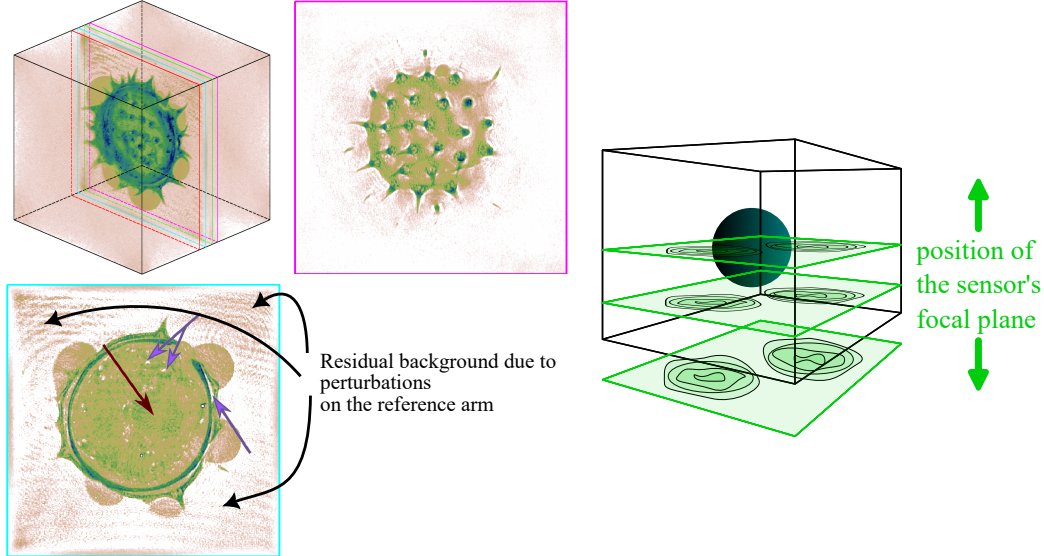 Residual background due to
perturbations
on the reference arm
position of
the sensor's
focal plane